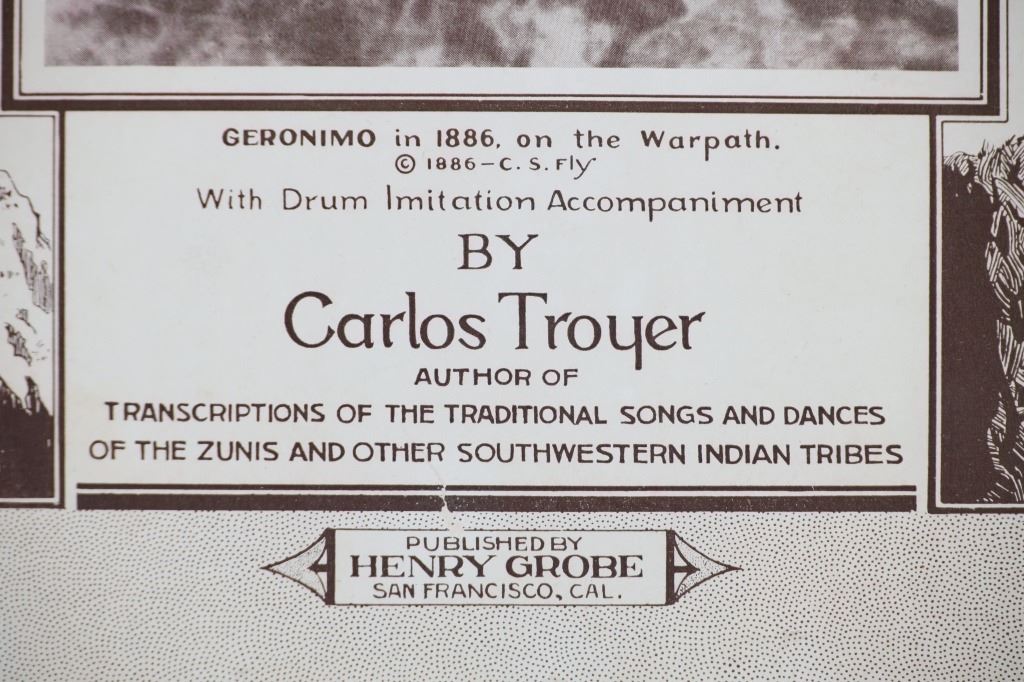 GERONIMO in 1886, on the Warpath.
© 1886 - C. S. Fly
With Drum Imitation Accompaniment
BY
Carlos Troyer
AUTHOR OF
TRANSCRIPTIONS OF THE TRADITIONAL SONGS AND DANCES
OF THE ZUNIS AND OTHER SOUTHWESTERN INDIAN TRIBES
PUBLISHED BY
HENRY GROBE
SAN FRANCISCO, CAL.